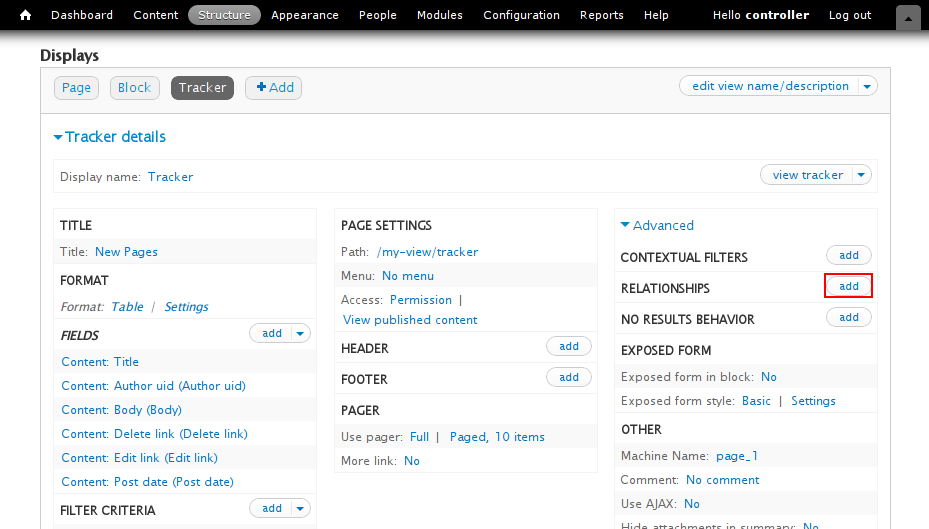 Dashboard Content Structure Appearance People Modules Configuration Reports Help Hello controller Log out
Displays
Page Block Tracker Add edit view name/description
Tracker details
Display name: Tracker view tracker
TITLE
Title: New Pages
FORMAT
Format: Table | Settings
FIELDS add
Content: Title
Content: Author uid (Author uid)
Content: Body (Body)
Content: Delete link (Delete link)
Content: Edit link (Edit link)
Content: Post date (Post date)
FILTER CRITERIA add
PAGE SETTINGS
Path: /my-view/tracker
Menu: No menu
Access: Permission |
View published content
HEADER add
FOOTER add
PAGER
Use pager: Full | Paged, 10 items
More link: No
Advanced
CONTEXTUAL FILTERS add
RELATIONSHIPS add
NO RESULTS BEHAVIOR add
EXPOSED FORM
Exposed form in block: No
Exposed form style: Basic | Settings
OTHER
Machine Name: page_1
Comment: No comment
Use AJAX: No
Hide attachments in summary: No